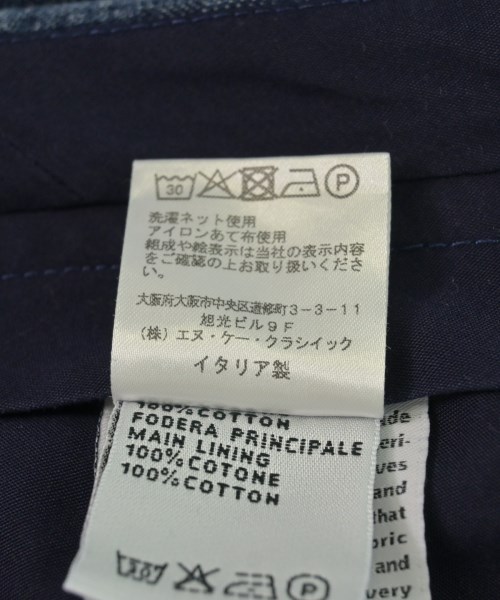 30 P
洗濯ネット使用
アイロンあて布使用
組成や絵表示は当社の表示内容
をご確認の上お取り扱いくださ
い。
大阪府大阪市中央区道修町3-3-11
旭光ビル9F
(株)エヌ・ケー・クラシイック
イタリア製
100%COTTON
FODERA PRINCIPALE
MAIN LINING
100%COTONE
100%COTTON
ade
eri-
ves
and
that
bric
and
very